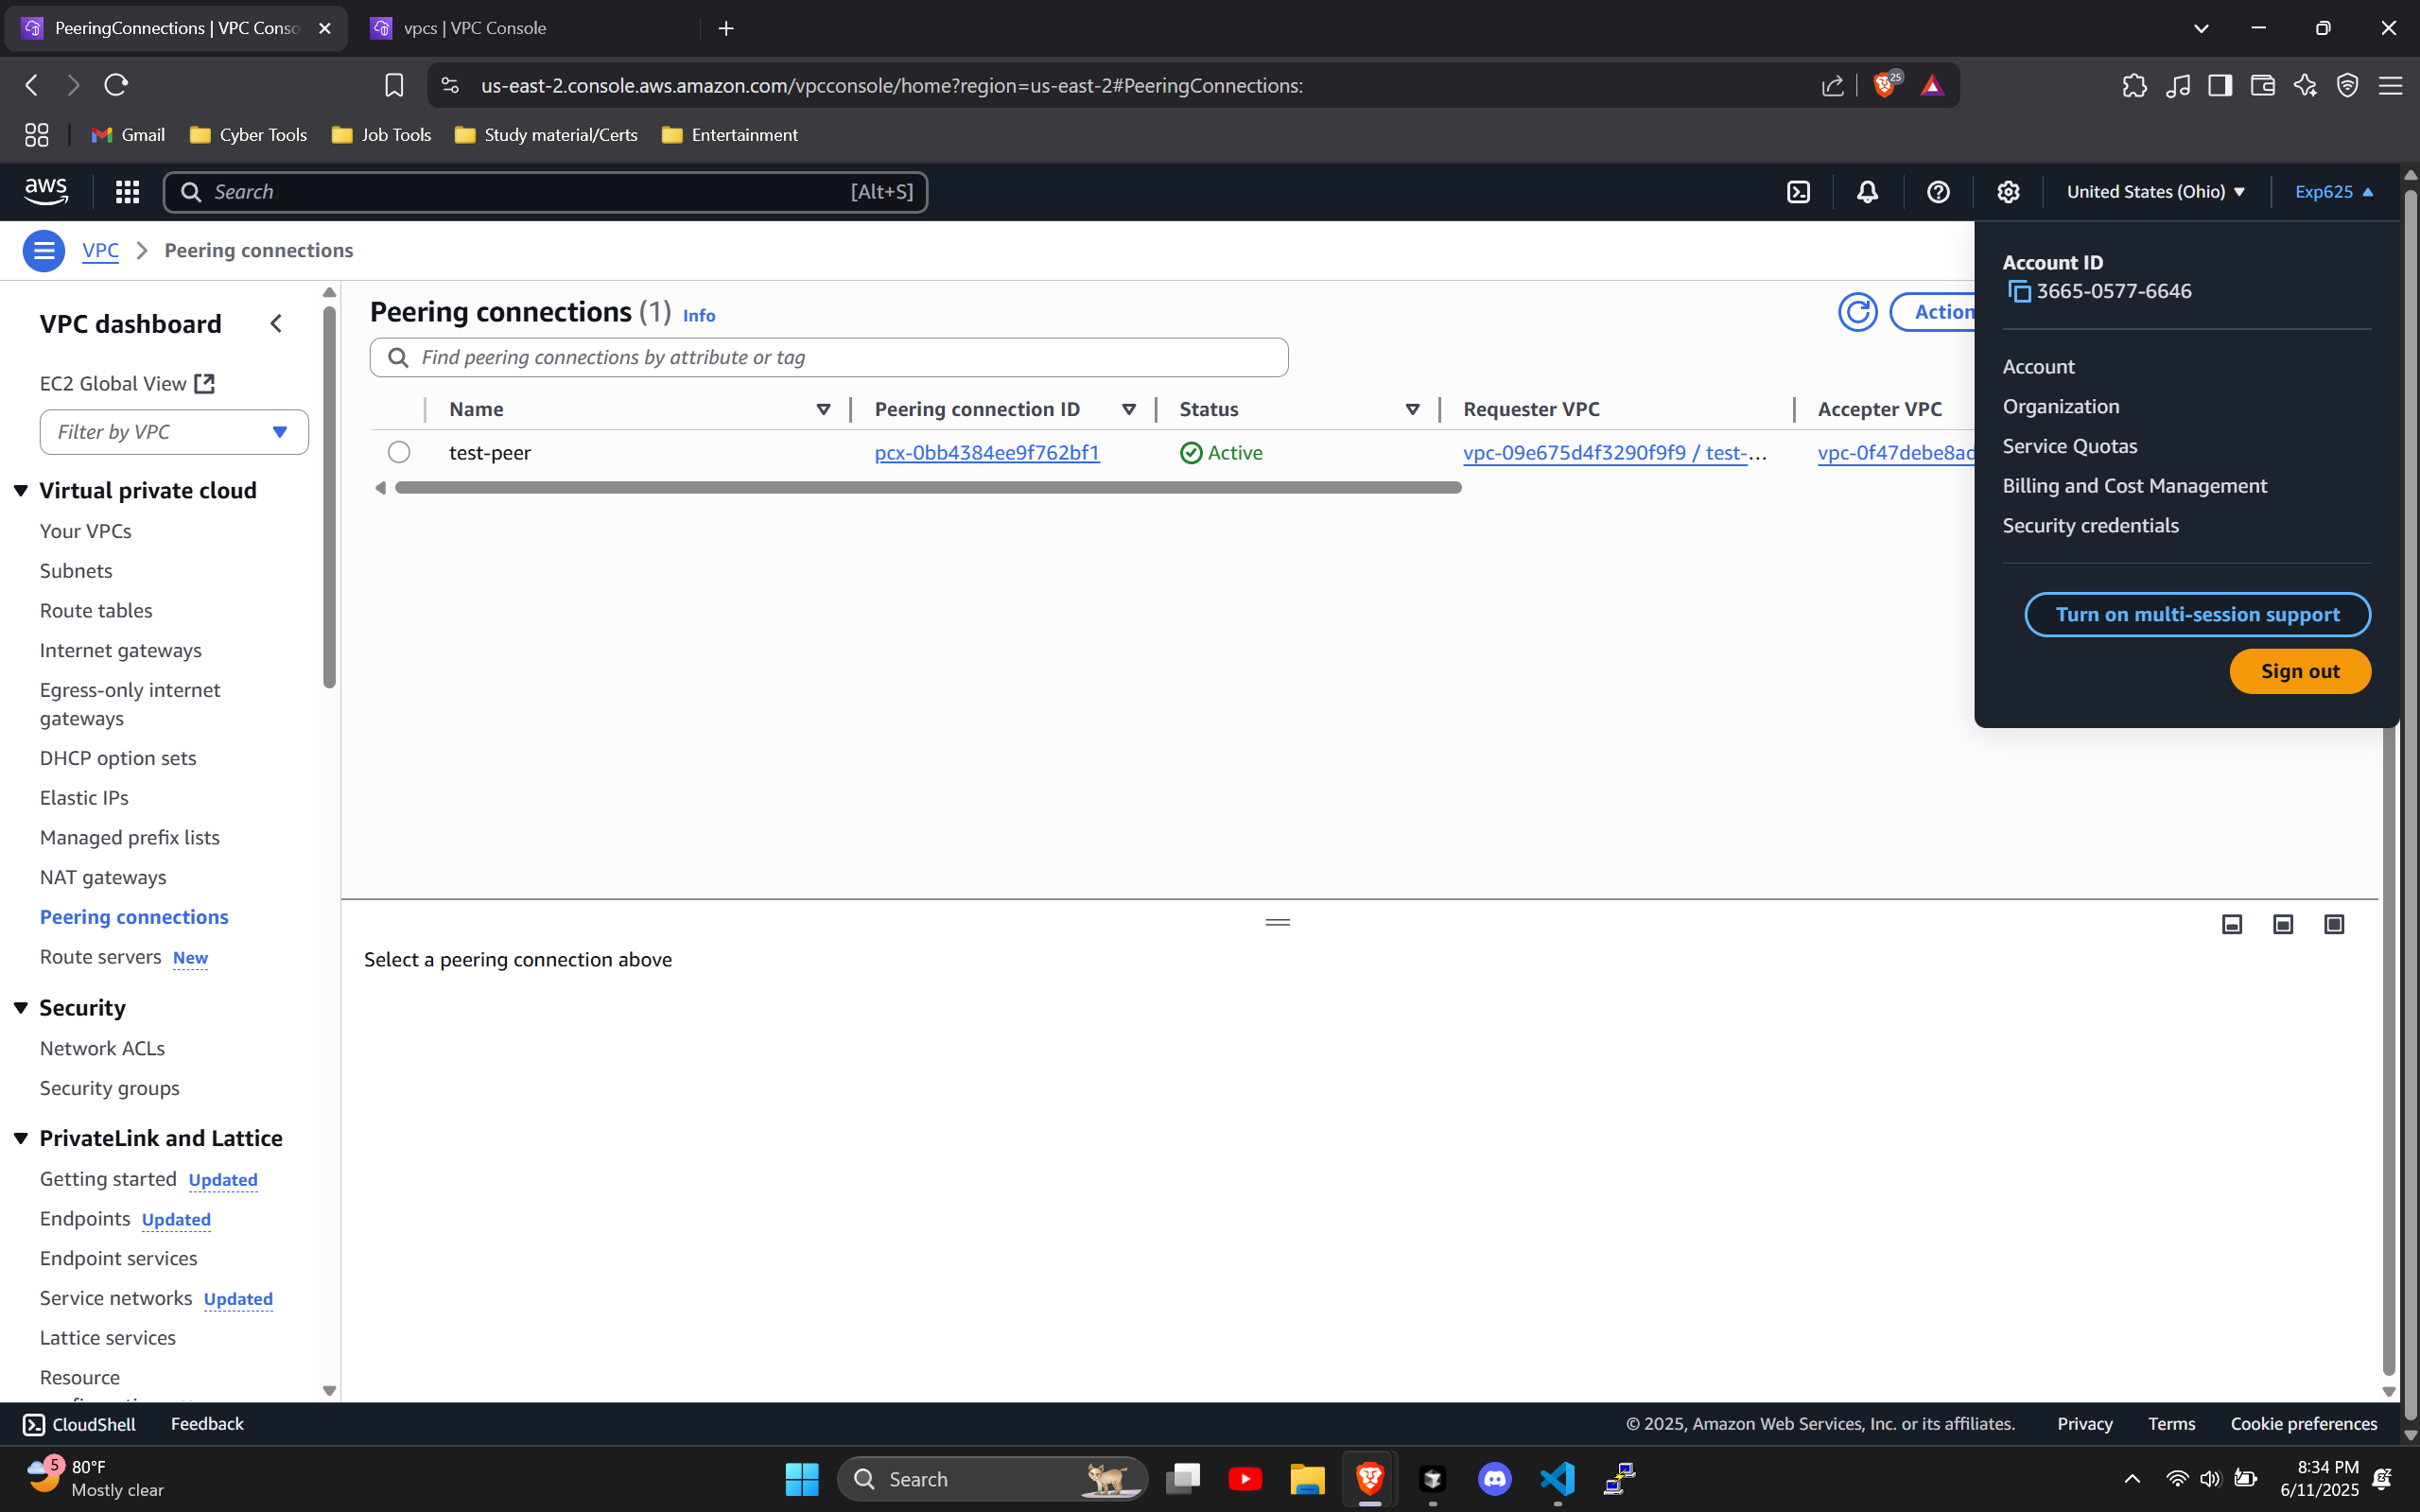 PeeringConnections | VPC Conso
vpcs | VPC Console
us-east-2.console.aws.amazon.com/vpcconsole/home?region=us-east-2#PeeringConnections:
25
Gmail
Cyber Tools
Job Tools
Study material/Certs
Entertainment
aws
Search
[Alt+S]
United States (Ohio)
Exp625
VPC
Peering connections
Account ID
3665-0577-6646
Account
Organization
Service Quotas
Billing and Cost Management
Security credentials
Turn on multi-session support
Sign out
VPC dashboard
EC2 Global View
Filter by VPC
Virtual private cloud
Your VPCs
Subnets
Route tables
Internet gateways
Egress-only internet
gateways
DHCP option sets
Elastic IPs
Managed prefix lists
NAT gateways
Peering connections
Route servers New
Security
Network ACLs
Security groups
PrivateLink and Lattice
Getting started Updated
Endpoints Updated
Endpoint services
Service networks Updated
Lattice services
Resource
Peering connections (1) Info
Action
Find peering connections by attribute or tag
Name
Peering connection ID
Status
Requester VPC
Accepter VPC
test-peer
pcx-0bb4384ee9f762bf1
Active
vpc-09e675d4f3290f9f9 / test-...
vpc-0f47debe8ad
Select a peering connection above
CloudShell
Feedback
© 2025, Amazon Web Services, Inc. or its affiliates.
Privacy
Terms
Cookie preferences
5
80°F
Mostly clear
Search
8:34 PM
6/11/2025